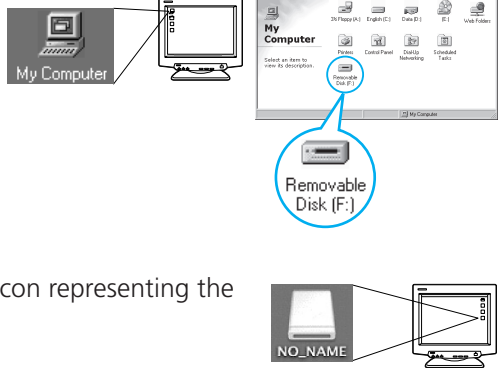 My Computer
3½ Floppy (A:) English (C:) Data (D:) (E:) Web Folders
My
Computer
Printers Control Panel Dial-Up
Networking Scheduled
Tasks
Select an item to
view its description.
Removable
Disk (F:)
My Computer
Removable
Disk (F:)
con representing the
NO_NAME